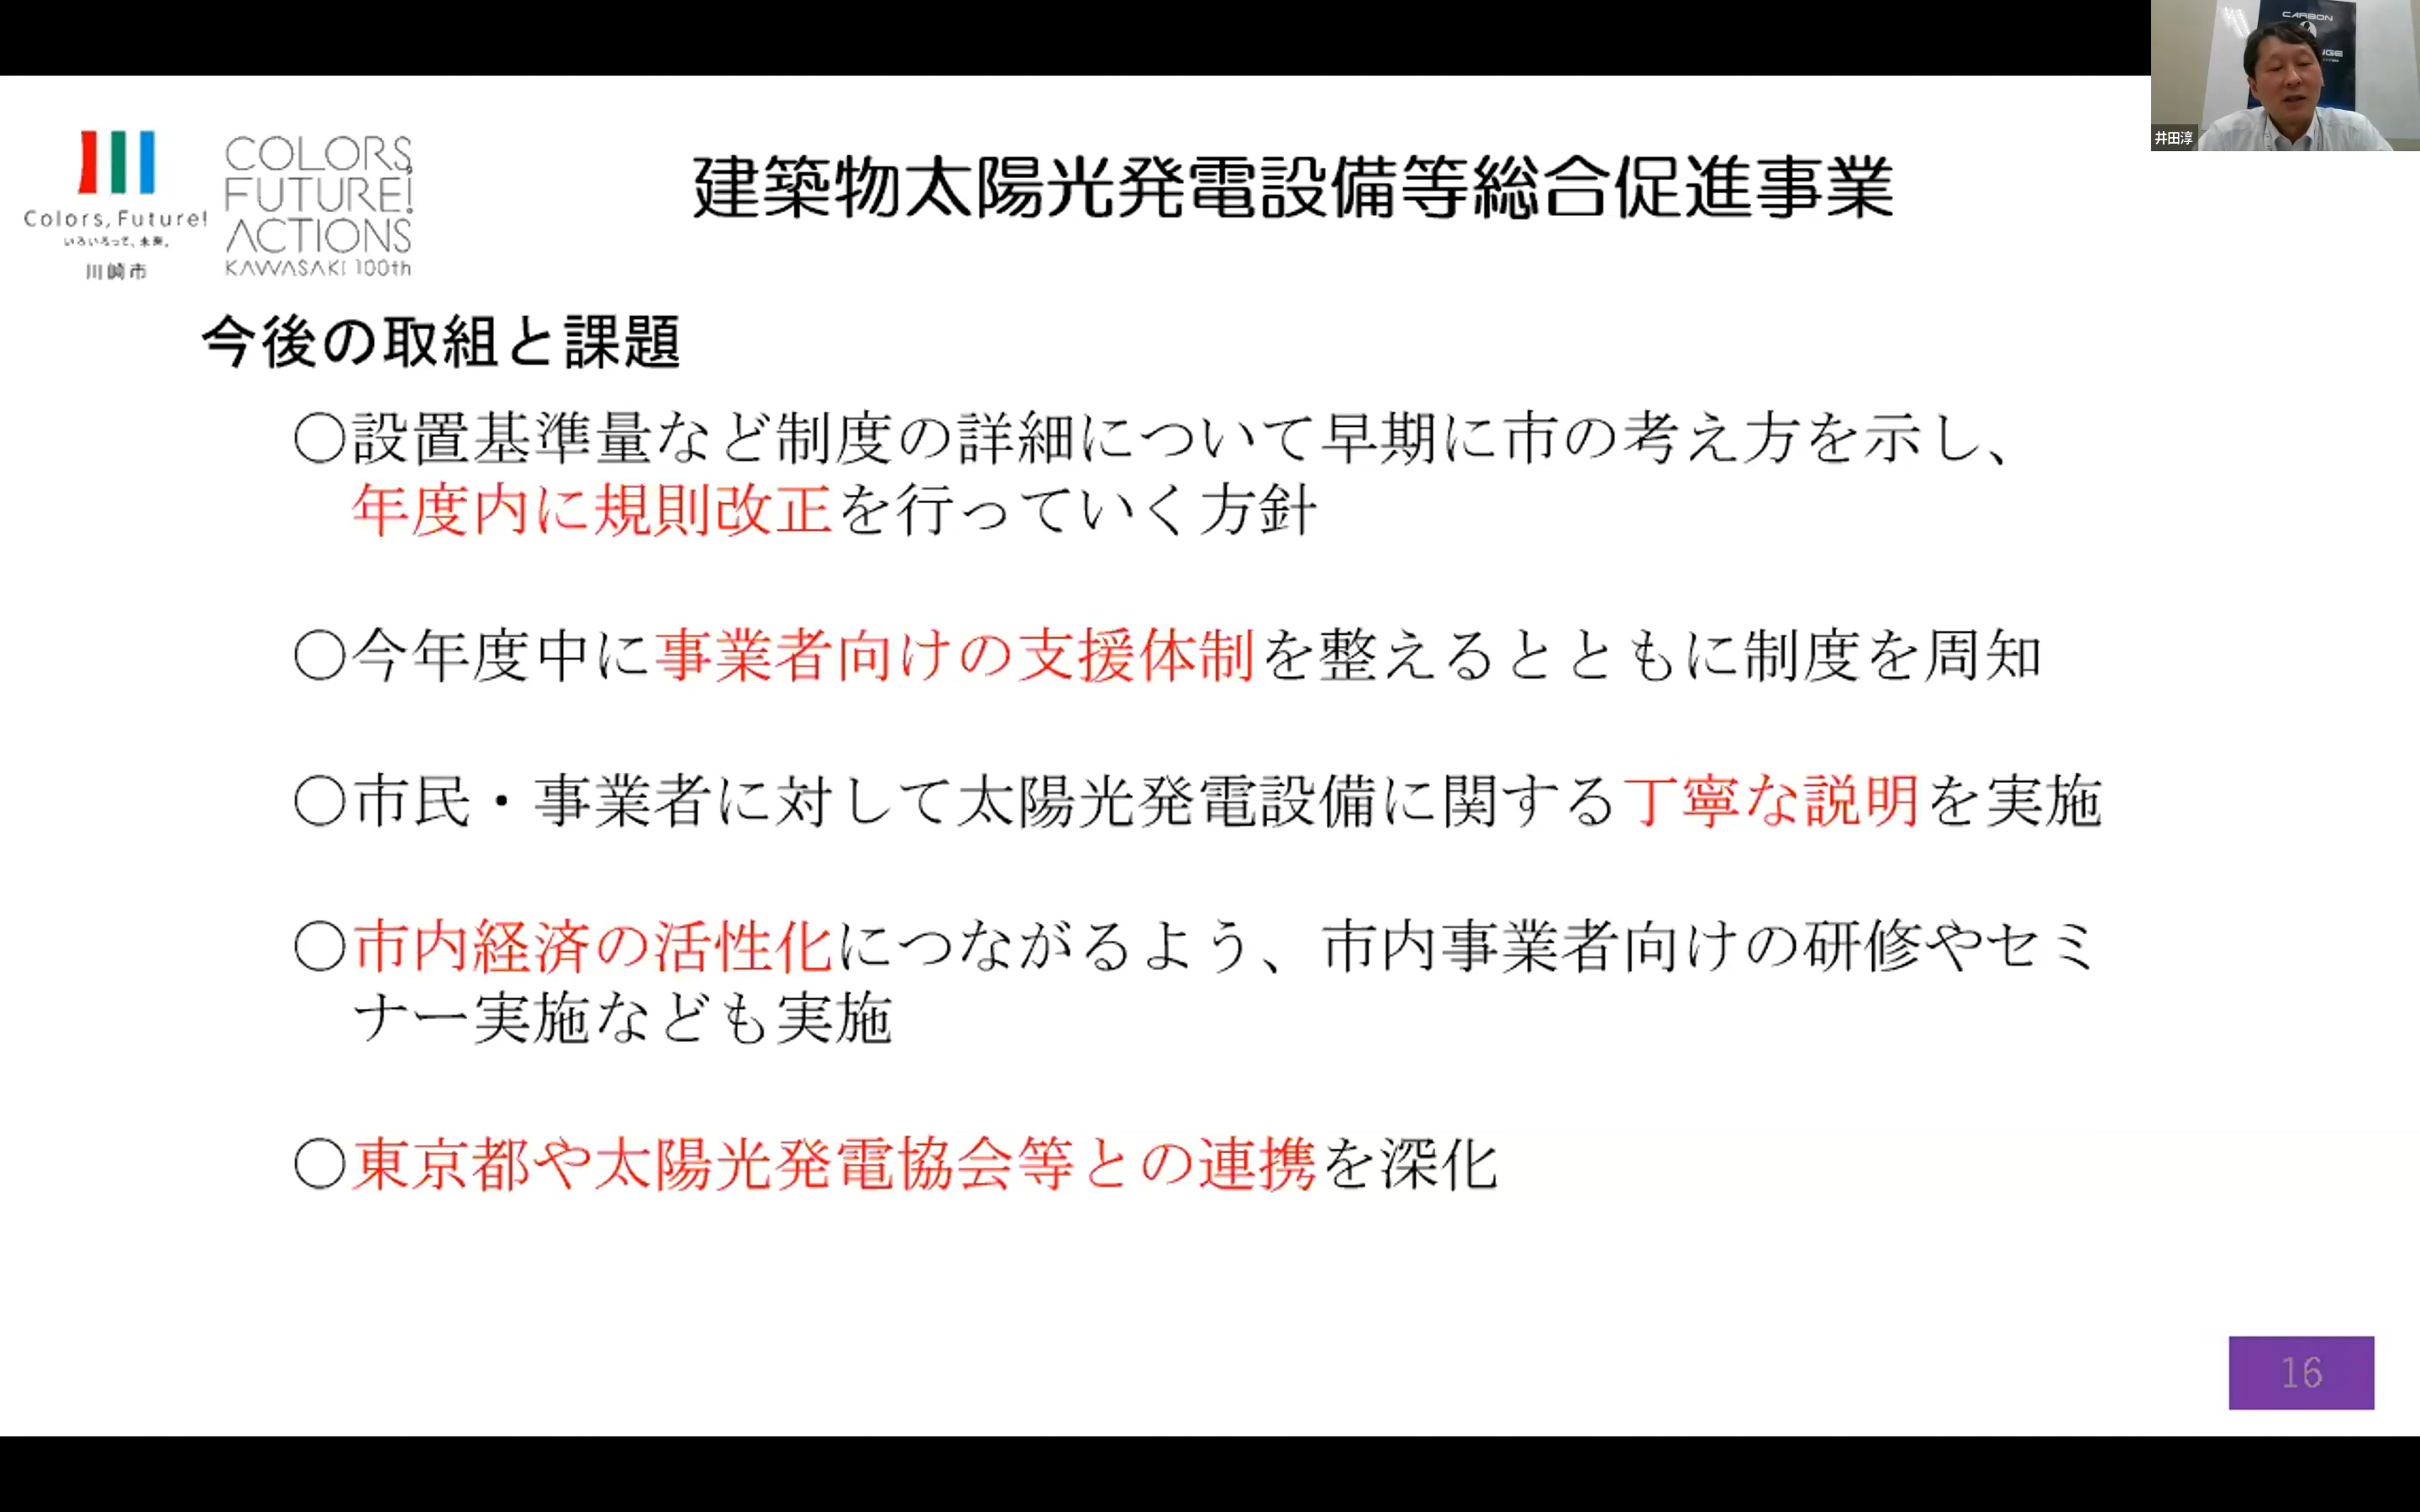 CARBON
井田淳
Colors, Future!
いろいろって、未来。
川崎市
COLORS,
FUTURE!
ACTIONS
KAWASAKI 100th
建築物太陽光発電設備等総合促進事業
今後の取組と課題
○設置基準量など制度の詳細について早期に市の考え方を示し、
年度内に規則改正を行っていく方針
○今年度中に事業者向けの支援体制を整えるとともに制度を周知
○市民・事業者に対して太陽光発電設備に関する丁寧な説明を実施
○市内経済の活性化につながるよう、市内事業者向けの研修やセミ
ナー実施なども実施
○東京都や太陽光発電協会等との連携を深化
16